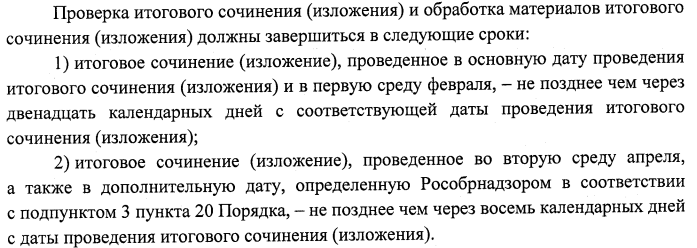 Проверка итогового сочинения (изложения) и обработка материалов итогового
сочинения (изложения) должны завершиться в следующие сроки:
1) итоговое сочинение (изложение), проведенное в основную дату проведения
итогового сочинения (изложения) и в первую среду февраля, – не позднее чем через
двенадцать календарных дней с соответствующей даты проведения итогового
сочинения (изложения);
2) итоговое сочинение (изложение), проведенное во вторую среду апреля,
а также в дополнительную дату, определенную Рособрнадзором в соответствии
с подпунктом 3 пункта 20 Порядка, – не позднее чем через восемь календарных дней
с даты проведения итогового сочинения (изложения).